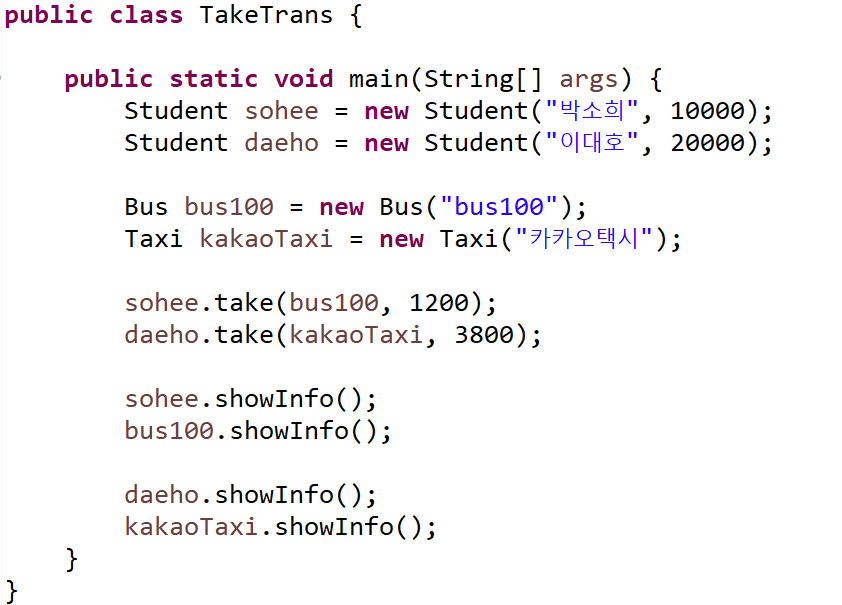 public class TakeTrans {
public static void main(String[] args) {
Student sohee = new Student("박소희", 10000);
Student daeho = new Student("이대호", 20000);
Bus bus100 = new Bus("bus100");
Taxi kakaoTaxi = new Taxi("카카오택시");
sohee.take(bus100, 1200);
daeho.take(kakaoTaxi, 3800);
sohee.showInfo();
bus100.showInfo();
daeho.showInfo();
kakaoTaxi.showInfo();
}
}